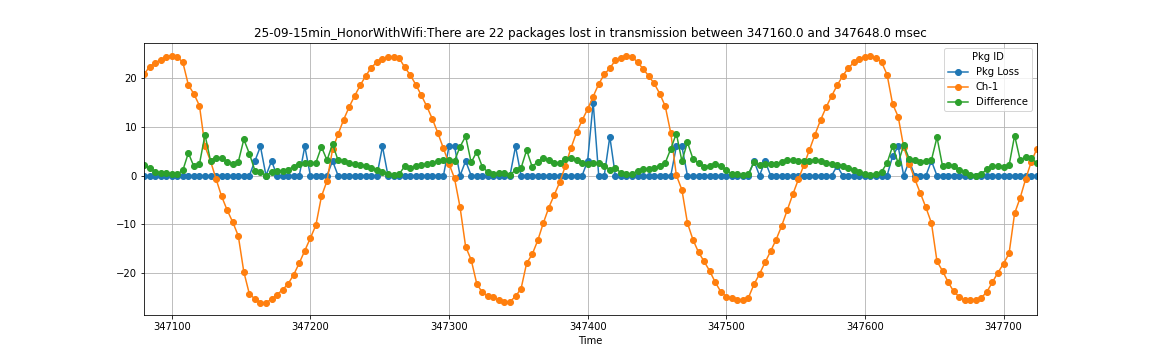 25-09-15min_HonorWithWifi:There are 22 packages lost in transmission between 347160.0 and 347648.0 msec
Pkg ID
Pkg Loss
Ch-1
Difference
20
10
0
−10
−20
347100 347200 347300 347400 347500 347600 347700
Time